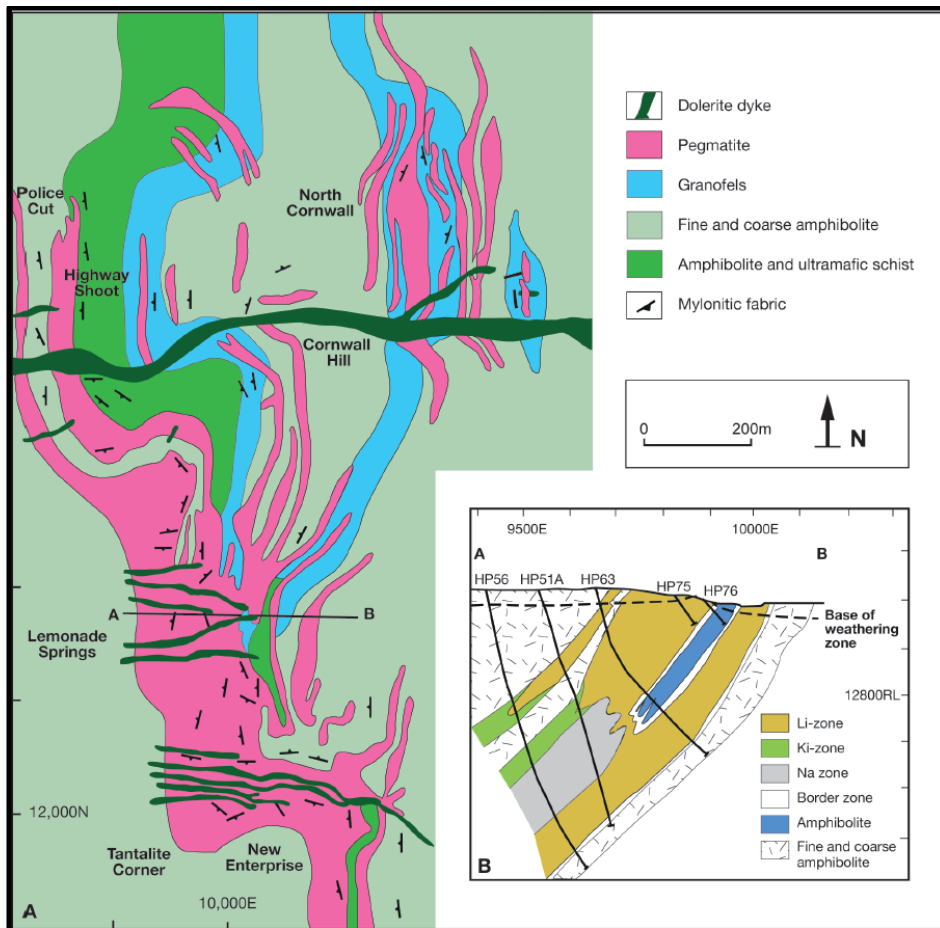 Police
Cut
Highway
Shoot
North
Cornwall
Cornwall
Hill
Lemonade
Springs
A
B
12,000N
Tantalite
Corner
New
Enterprise
10,000E
A
Dolerite dyke
Pegmatite
Granofels
Fine and coarse amphibolite
Amphibolite and ultramafic schist
Mylonitic fabric
0
200m
N
9500E
10000E
A
B
HP56
HP51A
HP63
HP75
HP76
Base of
weathering
zone
12800RL
Li-zone
Ki-zone
Na zone
Border zone
Amphibolite
Fine and coarse
amphibolite
B